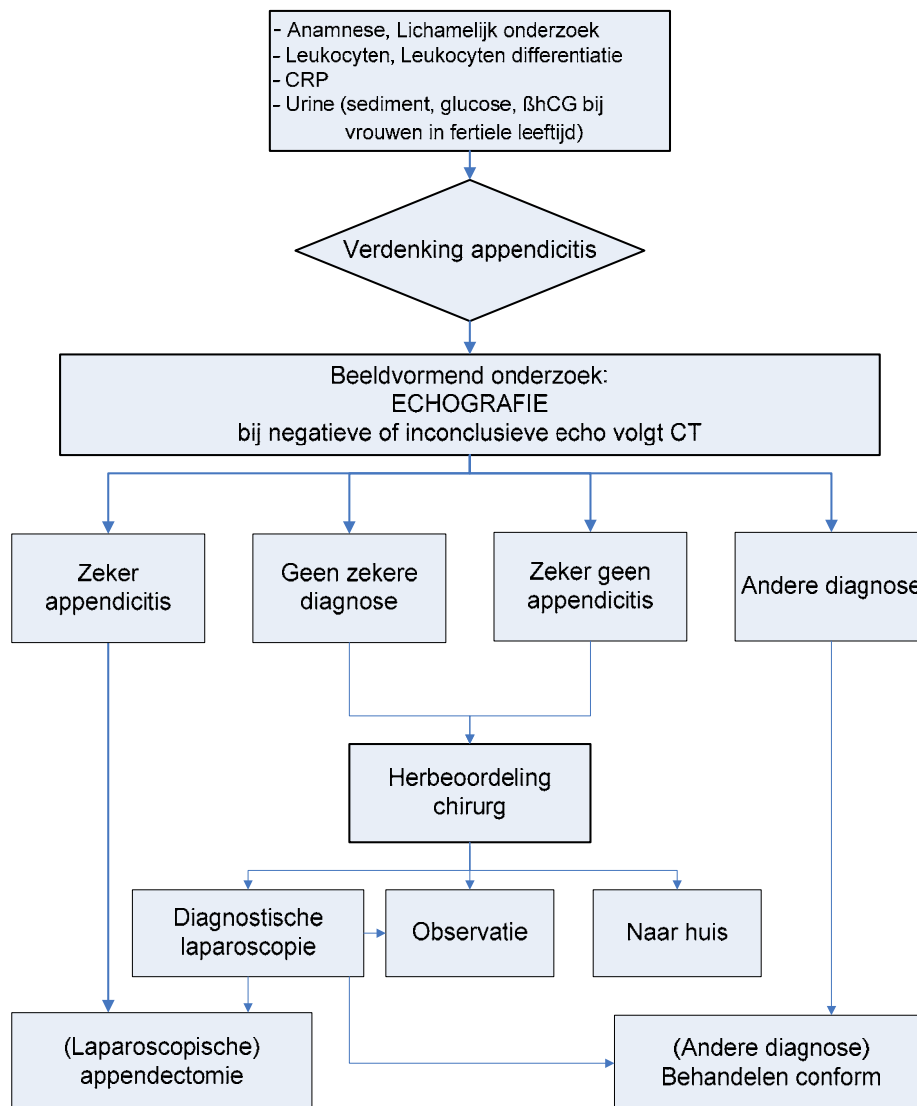 - Anamnese, Lichamelijk onderzoek
- Leukocyten, Leukocyten differentiatie
- CRP
- Urine (sediment, glucose, ßhCG bij
vrouwen in fertiele leeftijd)
Verdenking appendicitis
Beeldvormend onderzoek:
ECHOGRAFIE
bij negatieve of inconclusieve echo volgt CT
Zeker
appendicitis
Geen zekere
diagnose
Zeker geen
appendicitis
Andere diagnose
Herbeoordeling
chirurg
Diagnostische
laparoscopie
Observatie
Naar huis
(Laparoscopische)
appendectomie
(Andere diagnose)
Behandelen conform